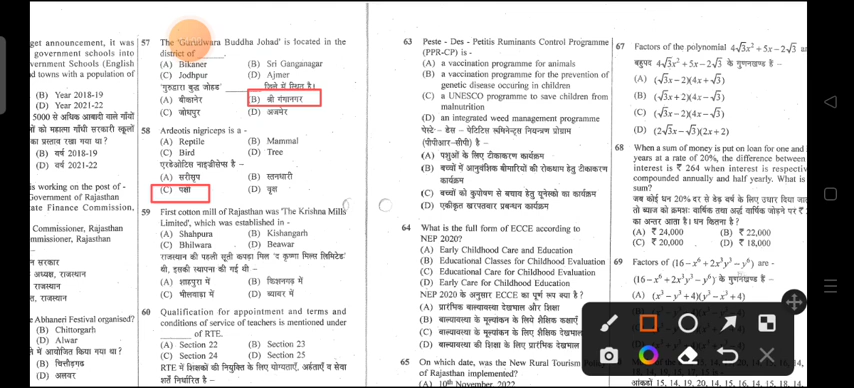 get announcement, it was
government schools into
vernment Schools (English
d towns with a population of
(B) Year 2018-19
(D) Year 2021-22
5000 से अधिक आबादी वाले गाँवों
को महात्मा गाँधी सरकारी स्कूलों
का प्रस्ताव रखा गया था?
(B) वर्ष 2018-19
(D) वर्ष 2021-22
is working on the post of -
Government of Rajasthan
ate Finance Commission,
Commissioner, Rajasthan
mmissioner, Rajasthan
न सरकार
अध्यक्ष, राजस्थान
राजस्थान
त, राजस्थान
e Abhaneri Festival organised?
(B) Chittorgarh
(D) Alwar
ले में आयोजित किया गया था?
(B) चित्तौड़गढ
(D) अलवर
57 The 'Gurudwara Buddha Johad' is focated in the
district of
(A) Bikaner (B) Sri Ganganagar
(C) Jodhpur (D) Ajmer
'गुरुद्वारा बुद्ध जोहड' जिले में स्थित है।
(A) बीकानेर (B) श्री गंगानगर
(C) जोधपुर (D) अजमेर
58 Ardeotis nigriceps is a -
(A) Reptile (B) Mammal
(C) Bird (D) Tree
एरडेओटिस नाइग्रीसेप्स है –
(A) सरीसृप (B) स्तनधारी
(C) पक्षी (D) वृक्ष
59 First cotton mill of Rajasthan was 'The Krishna Mills
Limited', which was established in -
(A) Shahpura (B) Kishangarh
(C) Bhilwara (D) Beawar
राजस्थान की पहली सूती कपड़ा मिल 'द कृष्णा मिल्स लिमिटेड'
थी, इसकी स्थापना की गई थी –
(A) शाहपुरा में (B) किशनगढ़ में
(C) भीलवाड़ा में (D) ब्यावर में
60 Qualification for appointment and terms and
conditions of service of teachers is mentioned under
of RTE.
(A) Section 22 (B) Section 23
(C) Section 24 (D) Section 25
RTE में शिक्षकों की नियुक्ति के लिए योग्यताएँ, अर्हताएँ व सेवा
शर्तें निर्धारित है –
63 Peste - Des - Petitis Ruminants Control Programme
(PPR-CP) is -
(A) a vaccination programme for animals
(B) a vaccination programme for the prevention of
genetic disease occuring in children
(C) a UNESCO programme to save children from
malnutrition
(D) an integrated weed management programme
पेस्टे - डेस - पेटिटिस रूमिनेन्ट्स नियन्त्रण प्रोग्राम
(पीपीआर-सीपी) है –
(A) पशुओं के लिए टीकाकरण कार्यक्रम
(B) बच्चों में आनुवंशिक बीमारियों की रोकथाम हेतु टीकाकरण
कार्यक्रम
(C) बच्चों को कुपोषण से बचाव हेतु यूनेस्को का कार्यक्रम
(D) एकीकृत खरपतवार प्रबन्धन कार्यक्रम
64 What is the full form of ECCE according to
NEP 2020?
(A) Early Childhood Care and Education
(B) Educational Classes for Childhood Evaluation
(C) Educational Care for Childhood Evaluation
(D) Early Care for Childhood Education
NEP 2020 के अनुसार ECCE का पूर्ण रूप क्या है?
(A) प्रारंभिक बाल्यावस्था देखभाल और शिक्षा
(B) बाल्यावस्था के मूल्यांकन के लिये शैक्षिक कक्षाएँ
(C) बाल्यावस्था के मूल्यांकन के लिए शैक्षिक देखभाल
(D) बाल्यावस्था की शिक्षा के लिए प्रारंभिक देखभाल
65 On which date, was the New Rural Tourism
of Rajasthan implemented?
(A) 10th November, 2022
67 Factors of the polynomial 4√3x² + 5x - 2√3 a
बहुपद 4√3x² + 5x - 2√3 के गुणनखण्ड हैं -
(A) (√3x - 2)(4x + √3)
(B) (√3x + 2)(4x - √3)
(C) (√3x - 2)(4x - √3)
(D) (2√3x - √3)(2x + 2)
68 When a sum of money is put on loan for one and
years at a rate of 20%, the difference between
interest is ₹ 264 when interest is respectiv
compounded annually and half yearly. What is
sum?
जब कोई धन 20% दर से डेढ़ वर्ष के लिए उधार दिया जा
तो ब्याज को क्रमशः वार्षिक तथा अर्द्ध वार्षिक जोड़ने पर ₹
का अन्तर आता है। धन कितना है?
(A) ₹ 24,000 (B) ₹ 22,000
(C) ₹ 20,000 (D) ₹ 18,000
69 Factors of (16 - x⁶ + 2x³y³ - y⁶) are -
(16 - x⁶ + 2x³y³ - y⁶) के गुणनखण्ड हैं -
(A) (x³ - y³ + 4)(y³ - x³ + 4)
आंकडों 15, 14, 19, 20, 14, 15, 16, 14, 15, 18, 14,